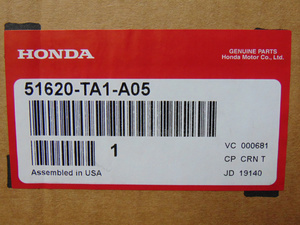 HONDA
GENUINE PARTS
Honda Motor Co., Ltd.
51620-TA1-A05
1
VC 000681
CP CRN T
Assembled in USA
JD 19140